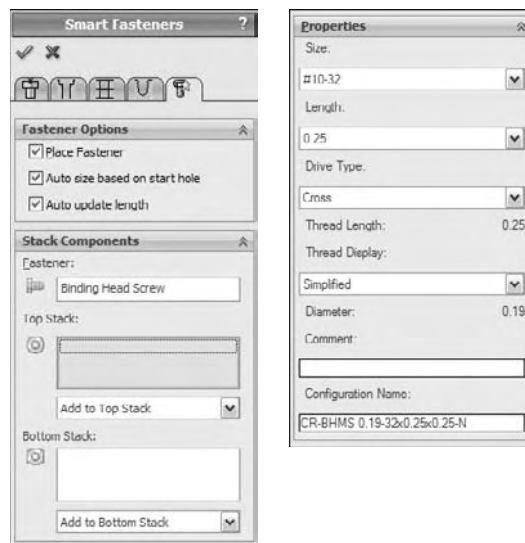 Smart Fasteners ?
Fastener Options
Place Fastener
Auto size based on start hole
Auto update length
Stack Components
Fastener:
Binding Head Screw
Top Stack:
Add to Top Stack
Bottom Stack:
Add to Bottom Stack
Properties
Size:
#10-32
Length:
0.25
Drive Type:
Cross
Thread Length: 0.25
Thread Display:
Simplified
Diameter: 0.19
Comment:
Configuration Name:
CR-BHMS 0.19-32x0.25x0.25-N